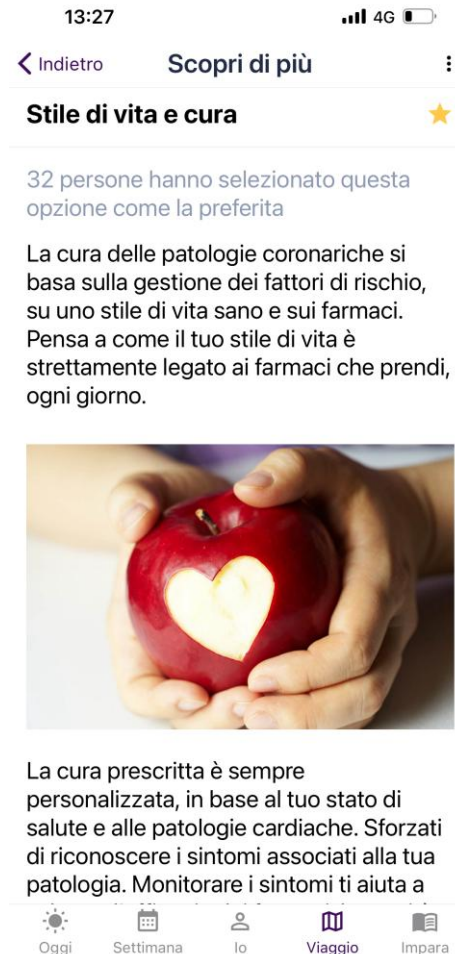 13:27
4G
Indietro
Scopri di più
Stile di vita e cura
32 persone hanno selezionato questa
opzione come la preferita
La cura delle patologie coronariche si
basa sulla gestione dei fattori di rischio,
su uno stile di vita sano e sui farmaci.
Pensa a come il tuo stile di vita è
strettamente legato ai farmaci che prendi,
ogni giorno.
La cura prescritta è sempre
personalizzata, in base al tuo stato di
salute e alle patologie cardiache. Sforzati
di riconoscere i sintomi associati alla tua
patologia. Monitorare i sintomi ti aiuta a
Oggi
Settimana
Io
Viaggio
Impara